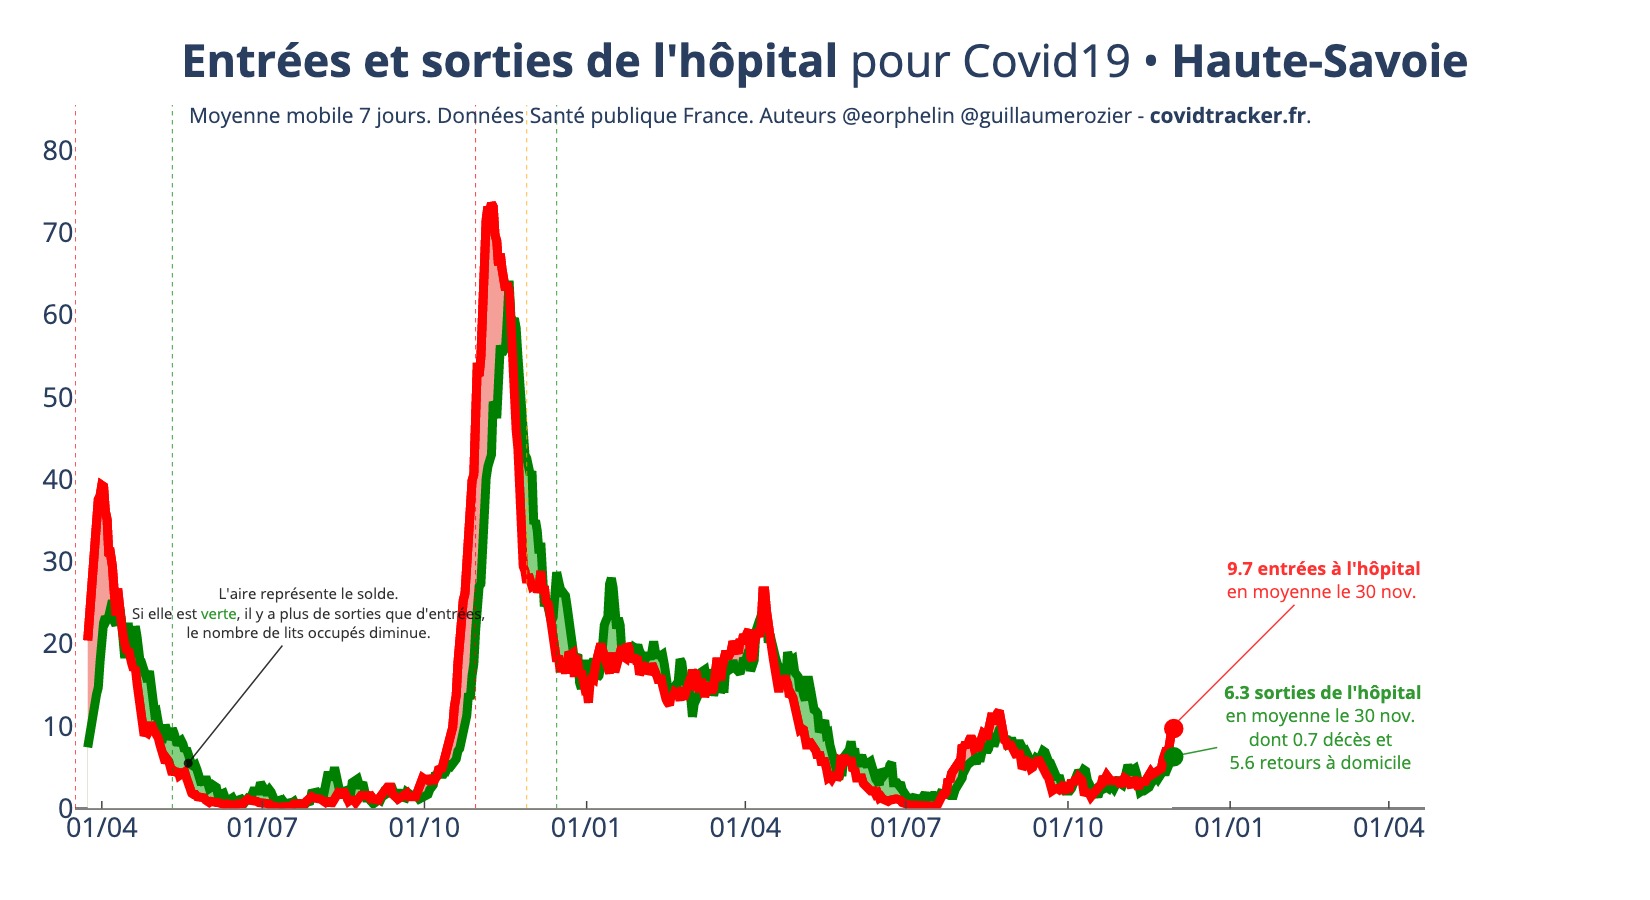 Entrées et sorties de l'hôpital pour Covid19 • Haute-Savoie
Moyenne mobile 7 jours. Données Santé publique France. Auteurs @eorphelin @guillaumerozier - covidtracker.fr.
80
70
60
50
40
30
20
10
0
L'aire représente le solde.
Si elle est verte, il y a plus de sorties que d'entrées,
le nombre de lits occupés diminue.
9.7 entrées à l'hôpital
en moyenne le 30 nov.
6.3 sorties de l'hôpital
en moyenne le 30 nov.
dont 0.7 décès et
5.6 retours à domicile
01/04 01/07 01/10 01/01 01/04 01/07 01/10 01/01 01/04